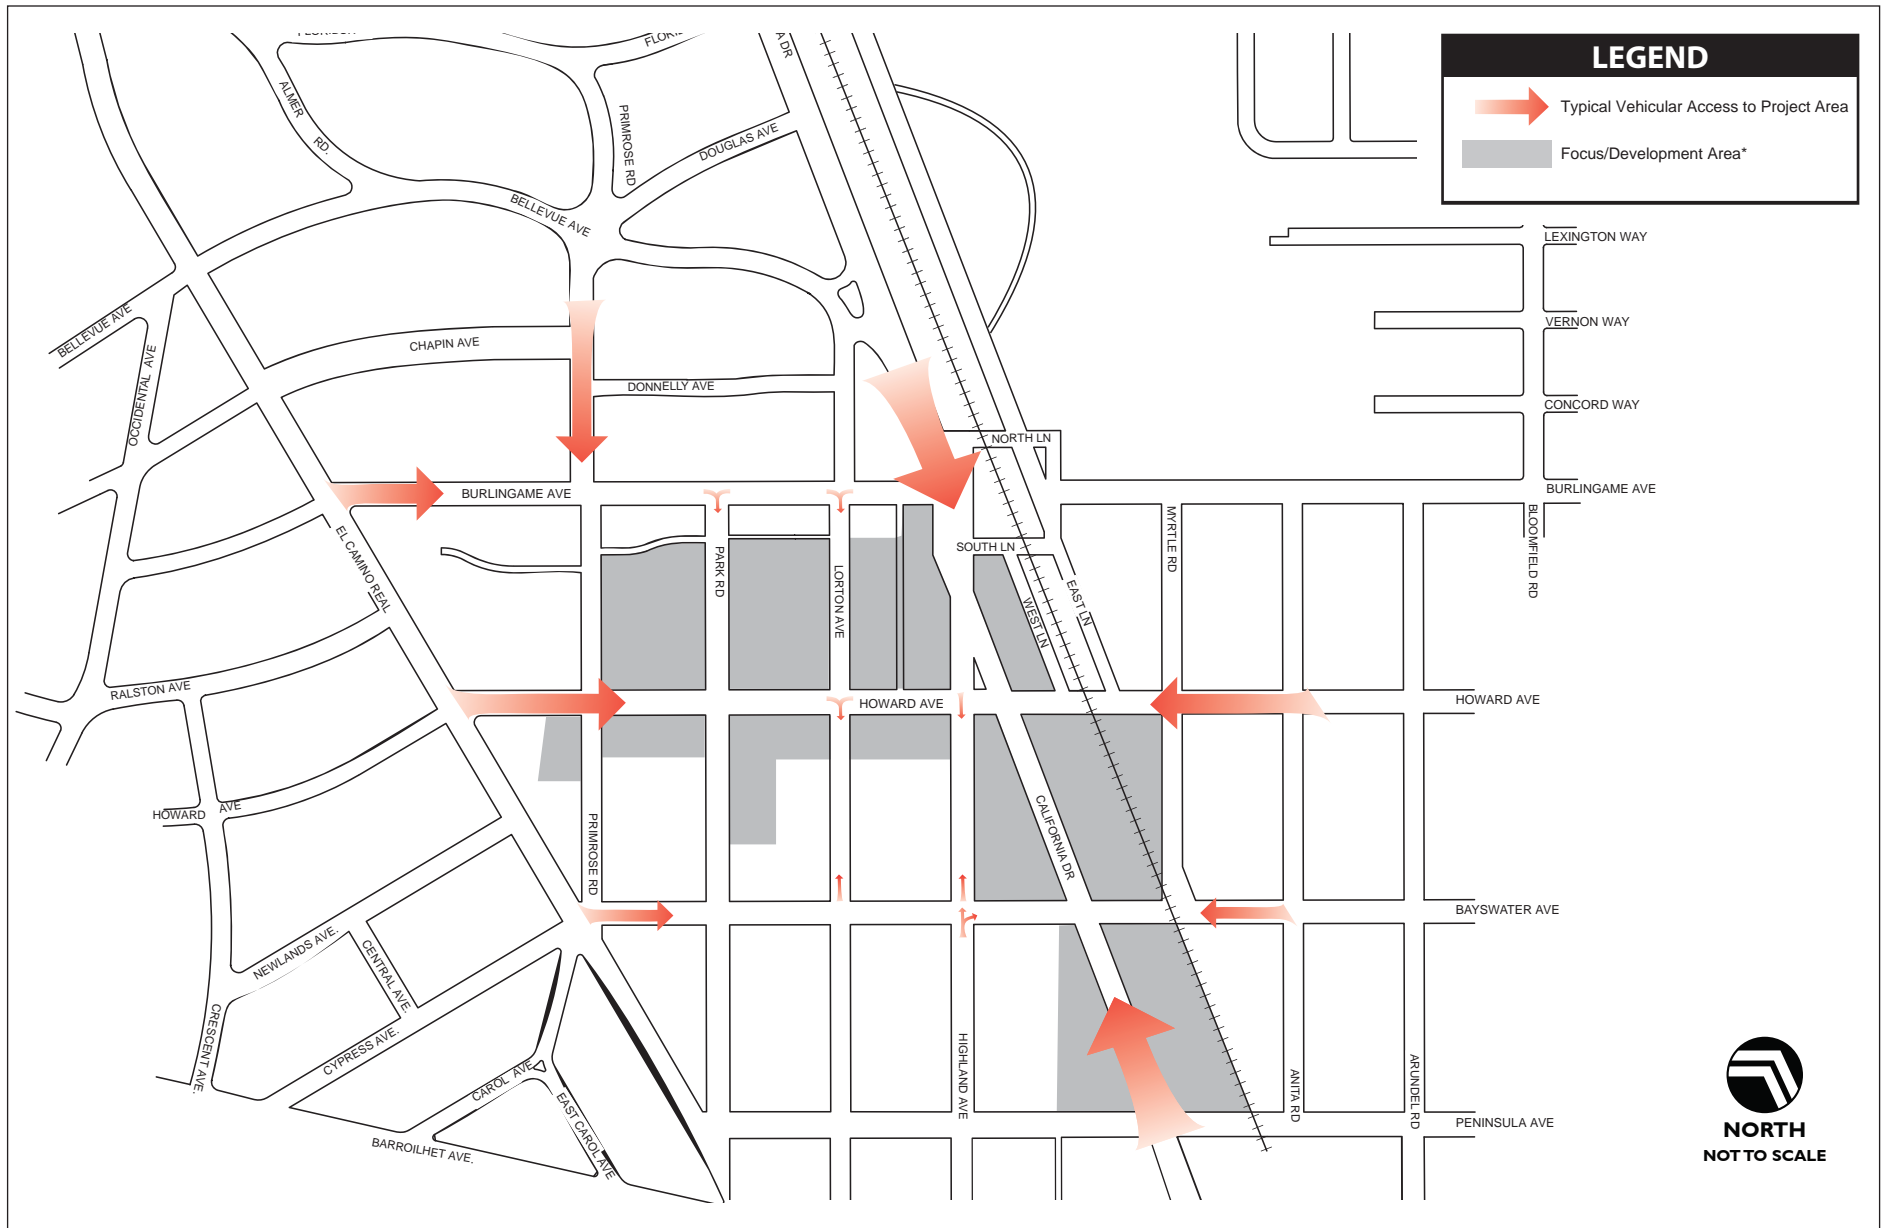 LEGEND
Typical Vehicular Access to Project Area
Focus/Development Area*
A DR
ALMER
RD.
PRIMROSE RD
DOUGLAS AVE
BELLEVUE AVE
LEXINGTON WAY
BELLEVUE AVE
VERNON WAY
CHAPIN AVE
OCCIDENTAL AVE
DONNELLY AVE
CONCORD WAY
NORTH LN
BURLINGAME AVE
BURLINGAME AVE
EL CAMINO REAL
PARK RD
LORTON AVE
SOUTH LN
WEST LN
EAST LN
MYRTLE RD
BLOOMFIELD RD
RALSTON AVE
HOWARD AVE
HOWARD AVE
HOWARD AVE
PRIMROSE RD
CALIFORNIA DR
BAYSWATER AVE
NEWLANDS AVE.
CENTRAL AVE.
CRESCENT AVE.
CYPRESS AVE.
CAROL AVE
EAST CAROL AVE
BARROILHET AVE.
HIGHLAND AVE
ANITA RD
ARUNDEL RD
PENINSULA AVE
NORTH
NOT TO SCALE